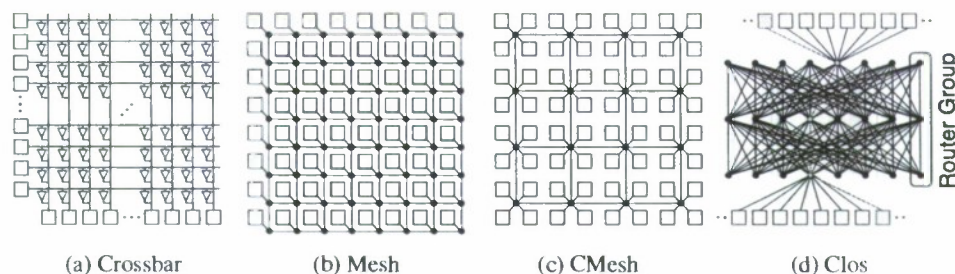 Router Group
(a) Crossbar
(b) Mesh
(c) CMesh
(d) Clos